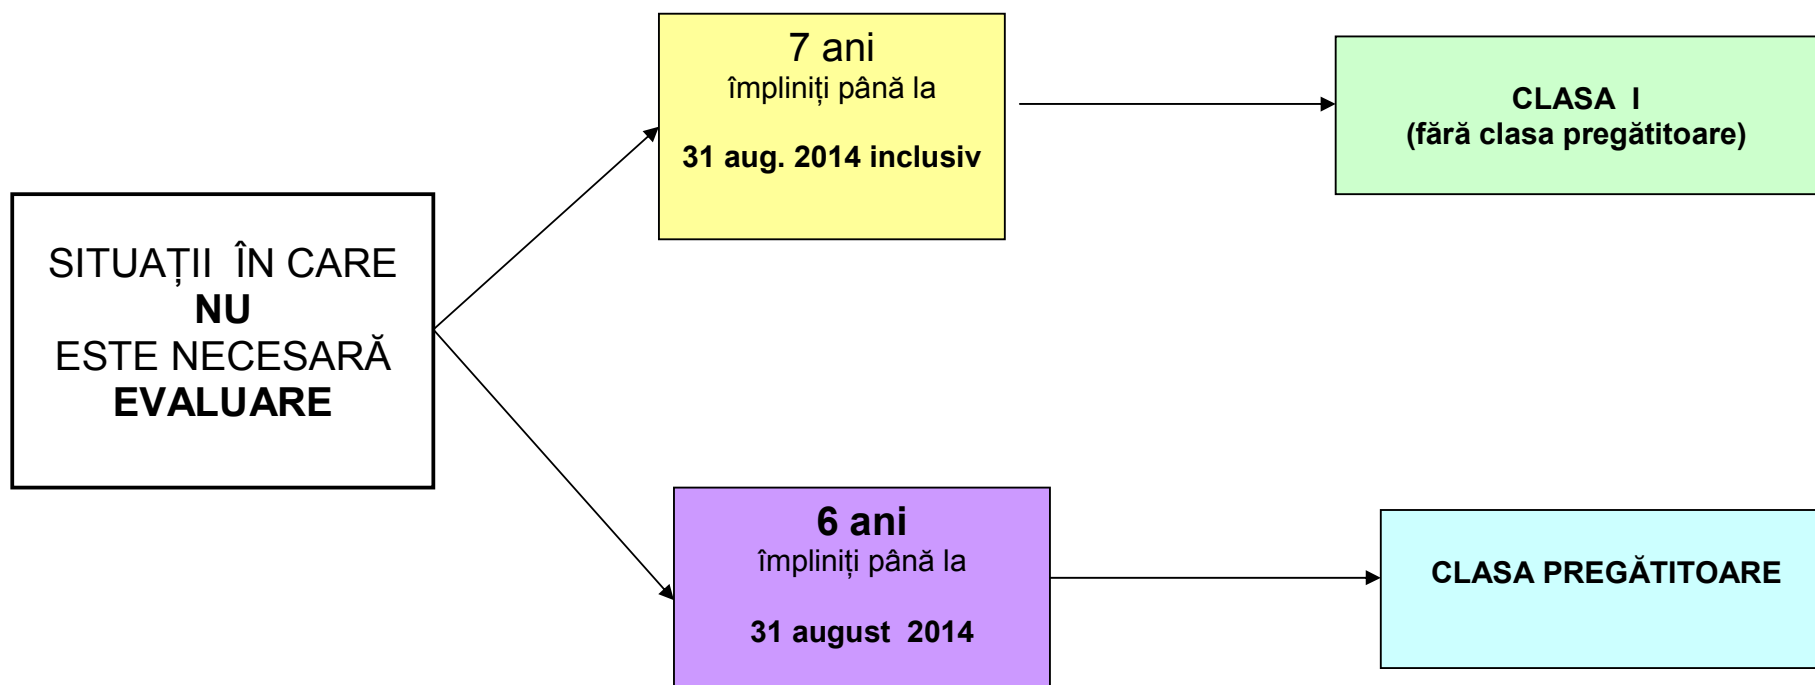 SITUAȚII ÎN CARE
NU
ESTE NECESARĂ
EVALUARE
7 ani
împliniți până la
31 aug. 2014 inclusiv
CLASA I
(fără clasa pregătitoare)
6 ani
împliniți până la
31 august 2014
CLASA PREGĂTITOARE